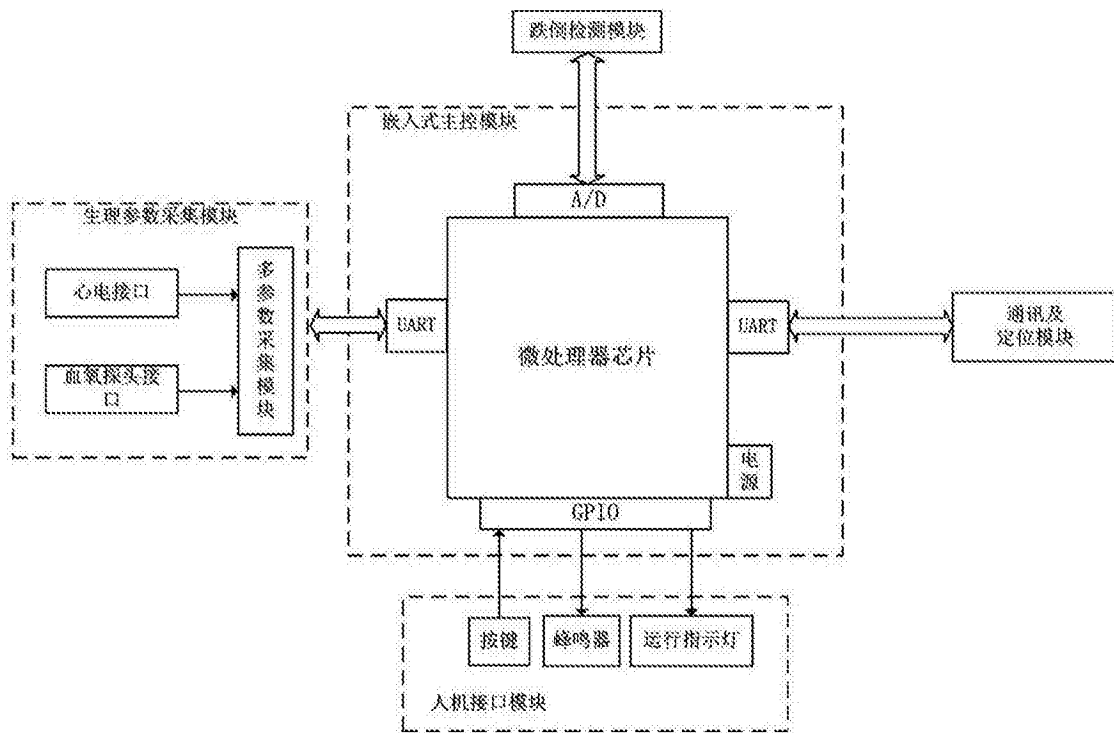 跌倒检测模块
嵌入式主控模块
A/D
生理参数采集模块
心电接口
血氧探头接
口
多
参
数
采
集
模
块
UART
微处理器芯片
UART
通讯及
定位模块
电
源
GPIO
按键
蜂鸣器
运行指示灯
人机接口模块